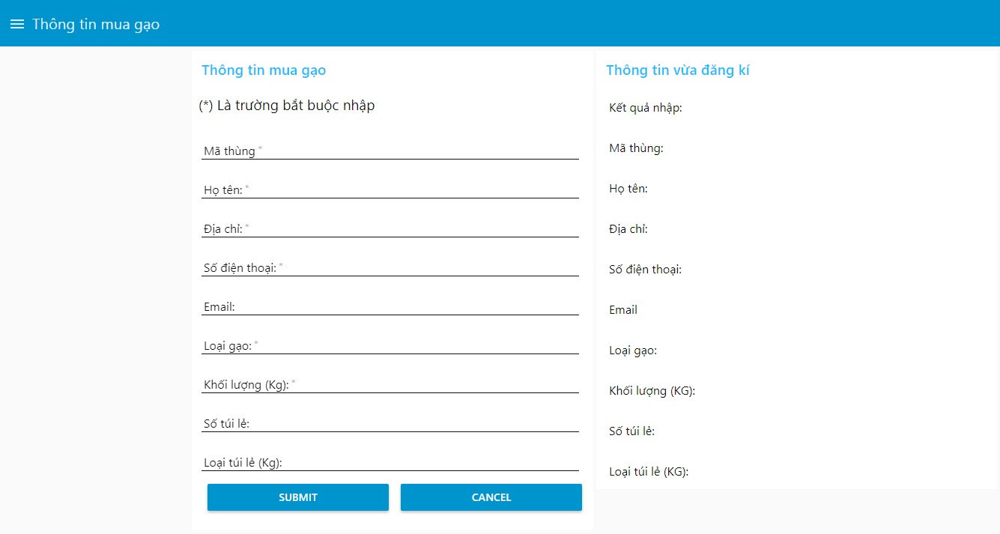 Thông tin mua gạo
Thông tin mua gạo
(*) Là trường bắt buộc nhập
Mã thùng *
Họ tên: *
Địa chỉ: *
Số điện thoại: *
Email:
Loại gạo: *
Khối lượng (Kg): *
Số túi lẻ:
Loại túi lẻ (Kg):
SUBMIT
CANCEL
Thông tin vừa đăng kí
Kết quả nhập:
Mã thùng:
Họ tên:
Địa chỉ:
Số điện thoại:
Email
Loại gạo:
Khối lượng (KG):
Số túi lẻ:
Loại túi lẻ (KG):